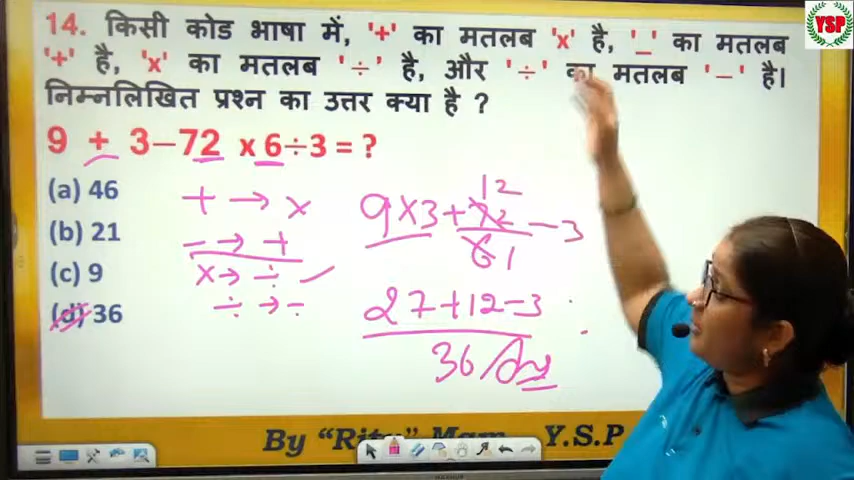 YSP
14. किसी कोड भाषा में, '+' का मतलब 'x' है, '_' का मतलब
'+' है, 'x' का मतलब '÷' है, और '÷' का मतलब '−' है।
निम्नलिखित प्रश्न का उत्तर क्या है ?
9 + 3−72 x 6÷3 = ?
(a) 46
(b) 21
(c) 9
(d) 36
+ → x
− → +
x → ÷
÷ → −
12
9 x 3 + 72 − 3
6 1
27 + 12 − 3
36 Ans
By “Ritu” Mam Y.S.P